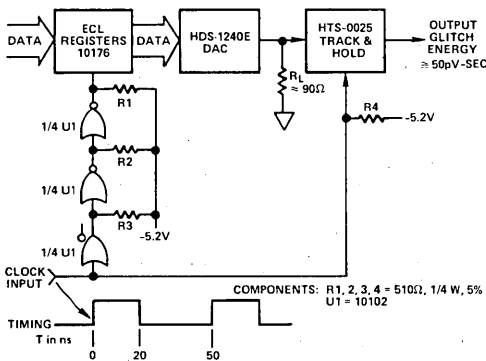 DATA
ECL
REGISTERS
10176
DATA
HDS-1240E
DAC
HTS-0025
TRACK &
HOLD
OUTPUT
GLITCH
ENERGY
≥ 50pV-SEC
RL
≈ 90Ω
R1
1/4 U1
R2
1/4 U1
R3
1/4 U1
-5.2V
R4
-5.2V
CLOCK
INPUT
COMPONENTS: R1, 2, 3, 4 = 510Ω, 1/4 W, 5%
U1 = 10102
TIMING
T in ns
0
20
50